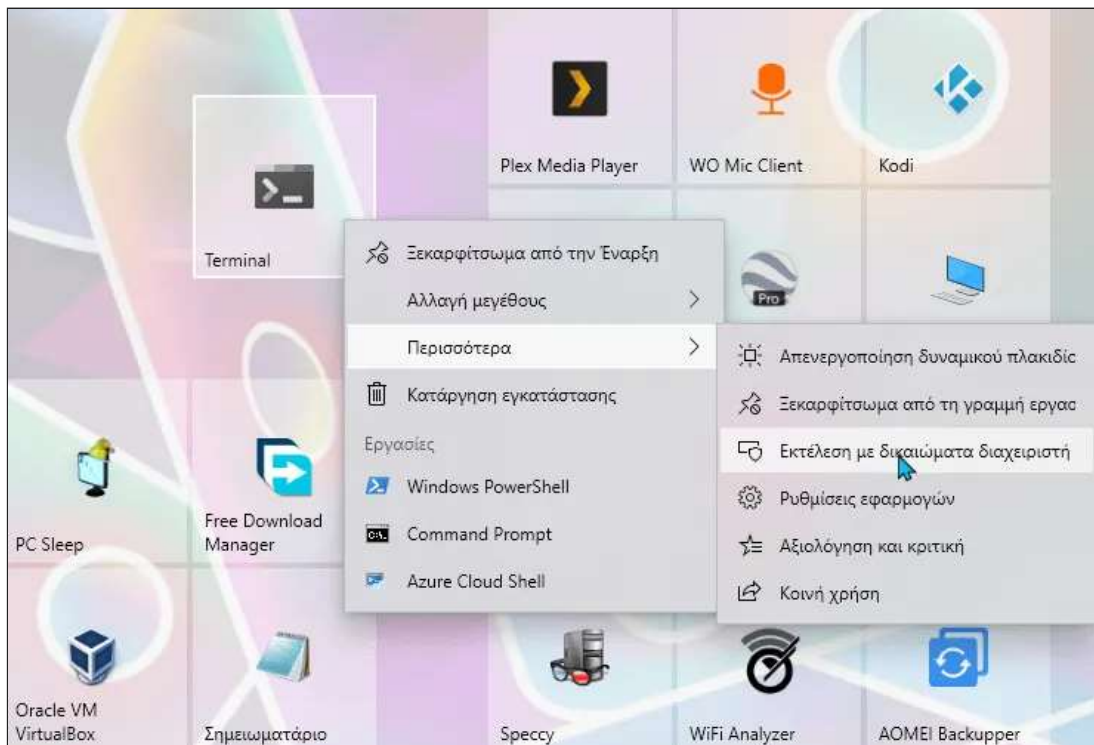 Plex Media Player
WO Mic Client
Kodi
Terminal
Pro
Ξεκαρφίτσωμα από την Έναρξη
Αλλαγή μεγέθους
Περισσότερα
Κατάργηση εγκατάστασης
Εργασίες
Windows PowerShell
Command Prompt
Azure Cloud Shell
Απενεργοποίηση δυναμικού πλακιδίο
Ξεκαρφίτσωμα από τη γραμμή εργασ
Εκτέλεση με δικαιώματα διαχειριστή
Ρυθμίσεις εφαρμογών
Αξιολόγηση και κριτική
Κοινή χρήση
PC Sleep
Free Download
Manager
Oracle VM
VirtualBox
Σημειωματάριο
Speccy
WiFi Analyzer
AOMEI Backupper